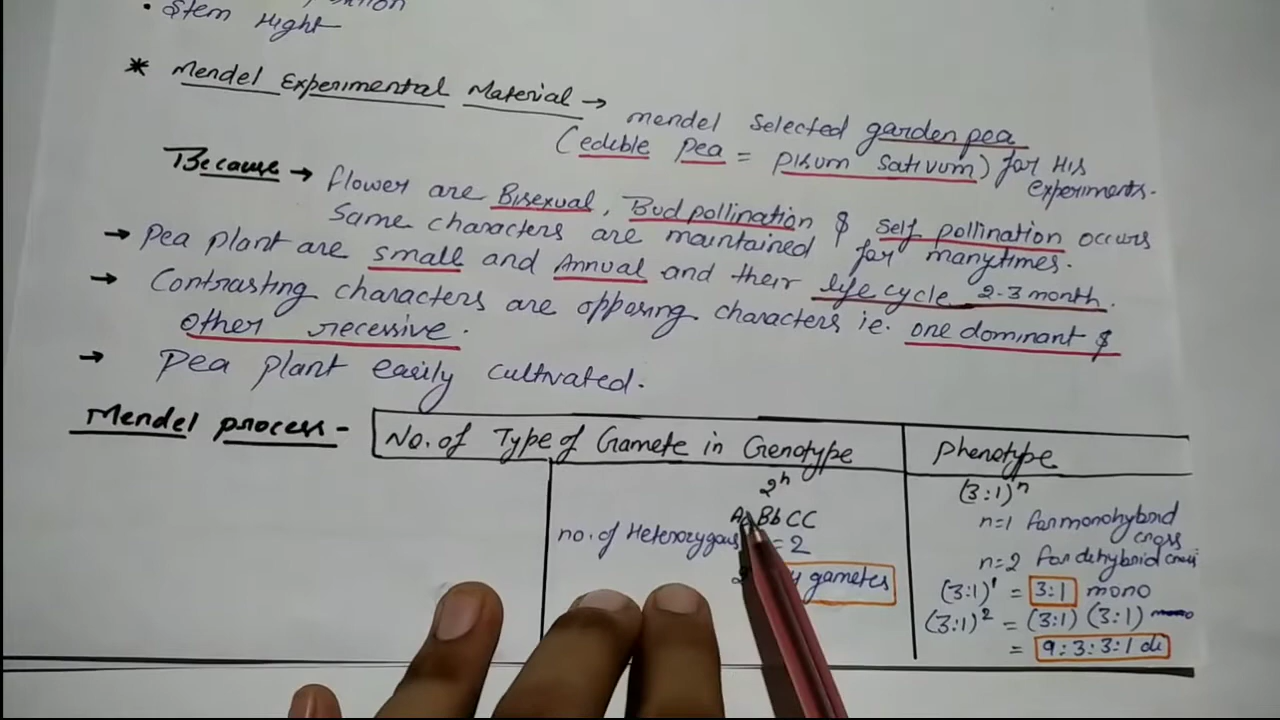 • Stem Hight
* Mendel Experimental Material → mendel selected garden pea
(edible pea = pisum sativum) for His experiments.
Because → flower are Bisexual, Bud pollination $ self pollination occurs
Same characters are maintained for manytimes.
→ Pea plant are small and Annual and their life cycle 2-3 month.
→ Contrasting characters are opposing characters ie. one dominant $
other recessive.
→ Pea plant easily cultivated.
Mendel process-
No. of Type of Gamete in Genotype
2ⁿ
BbCC
no. of Heterozygous = 2
gametes
Phenotype
(3:1)ⁿ
n=1 for monohybrid cross
n=2 for dehybrid cross
(3:1)¹ = 3:1 mono
(3:1)² = (3:1) (3:1)
= 9:3:3:1 di